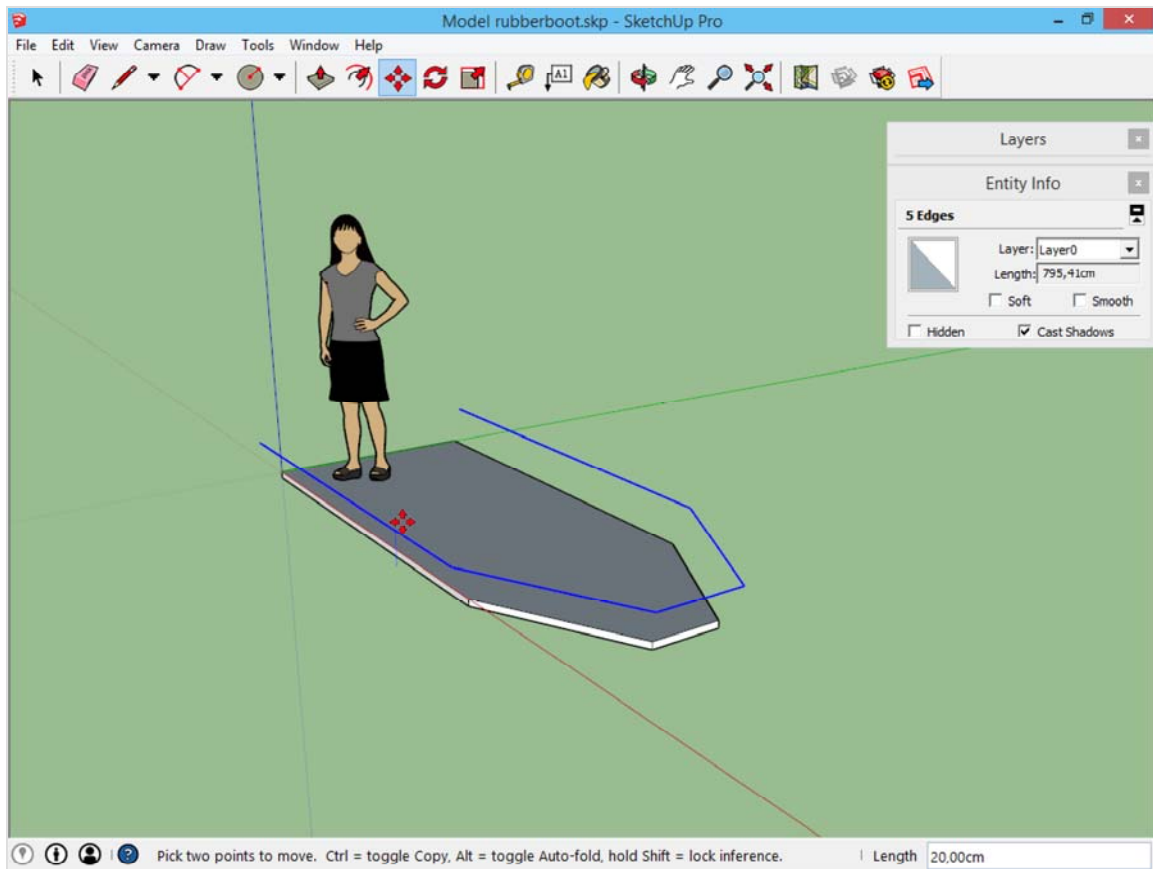 Model rubberboot.skp - SketchUp Pro
File Edit View Camera Draw Tools Window Help
A1
Layers
Entity Info
5 Edges
Layer: Layer0
Length: 795,41cm
Soft Smooth
Hidden Cast Shadows
Pick two points to move. Ctrl = toggle Copy, Alt = toggle Auto-fold, hold Shift = lock inference. Length 20,00cm